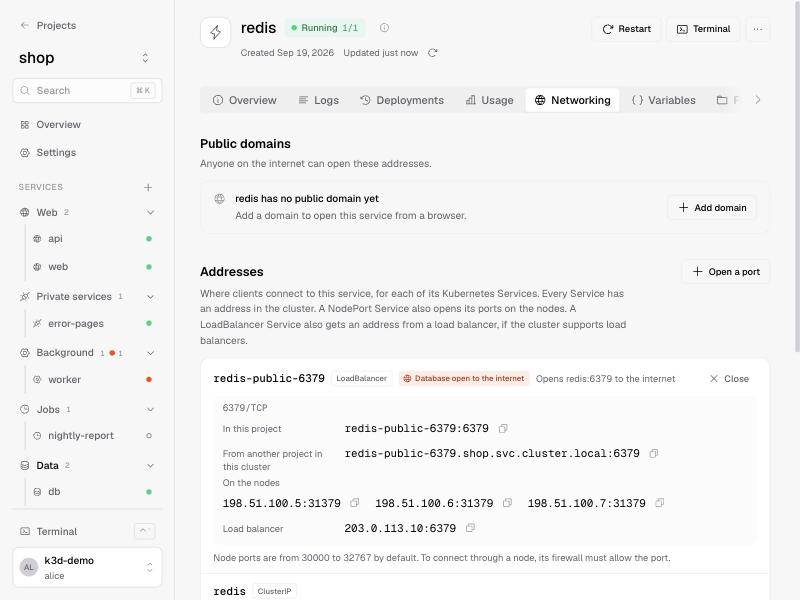 Projects
shop
Search
⌘ K
Overview
Settings
SERVICES
Web 2
api
web
Private services 1
error-pages
Background 1 1
worker
Jobs 1
nightly-report
Data 2
db
Terminal
AL
k3d-demo
alice
redis
Running 1/1
Created Sep 19, 2026 Updated just now
Restart
Terminal
Overview
Logs
Deployments
Usage
Networking
Variables
Public domains
Anyone on the internet can open these addresses.
redis has no public domain yet
Add a domain to open this service from a browser.
Add domain
Addresses
Open a port
Where clients connect to this service, for each of its Kubernetes Services. Every Service has
an address in the cluster. A NodePort Service also opens its ports on the nodes. A
LoadBalancer Service also gets an address from a load balancer, if the cluster supports load
balancers.
redis-public-6379 LoadBalancer Database open to the internet Opens redis:6379 to the internet Close
6379/TCP
In this project redis-public-6379:6379
From another project in redis-public-6379.shop.svc.cluster.local:6379
this cluster
On the nodes
198.51.100.5:31379 198.51.100.6:31379 198.51.100.7:31379
Load balancer 203.0.113.10:6379
Node ports are from 30000 to 32767 by default. To connect through a node, its firewall must allow the port.
redis ClusterIP